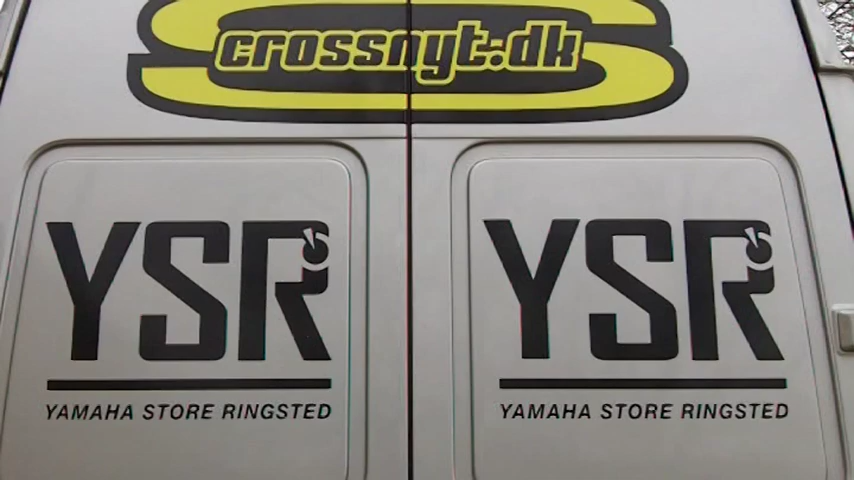 crossnyt.dk
YSR
YAMAHA STORE RINGSTED
YSR
YAMAHA STORE RINGSTED